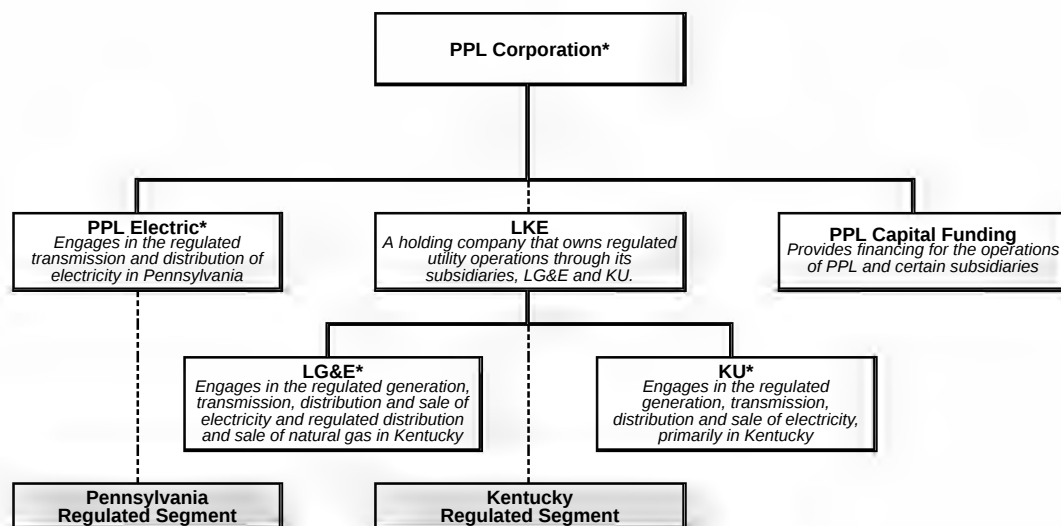 PPL Corporation*
PPL Electric*
Engages in the regulated
transmission and distribution of
electricity in Pennsylvania
LKE
A holding company that owns regulated
utility operations through its
subsidiaries, LG&E and KU.
PPL Capital Funding
Provides financing for the operations
of PPL and certain subsidiaries
LG&E*
Engages in the regulated generation,
transmission, distribution and sale of
electricity and regulated distribution
and sale of natural gas in Kentucky
KU*
Engages in the regulated
generation, transmission,
distribution and sale of electricity,
primarily in Kentucky
Pennsylvania
Regulated Segment
Kentucky
Regulated Segment